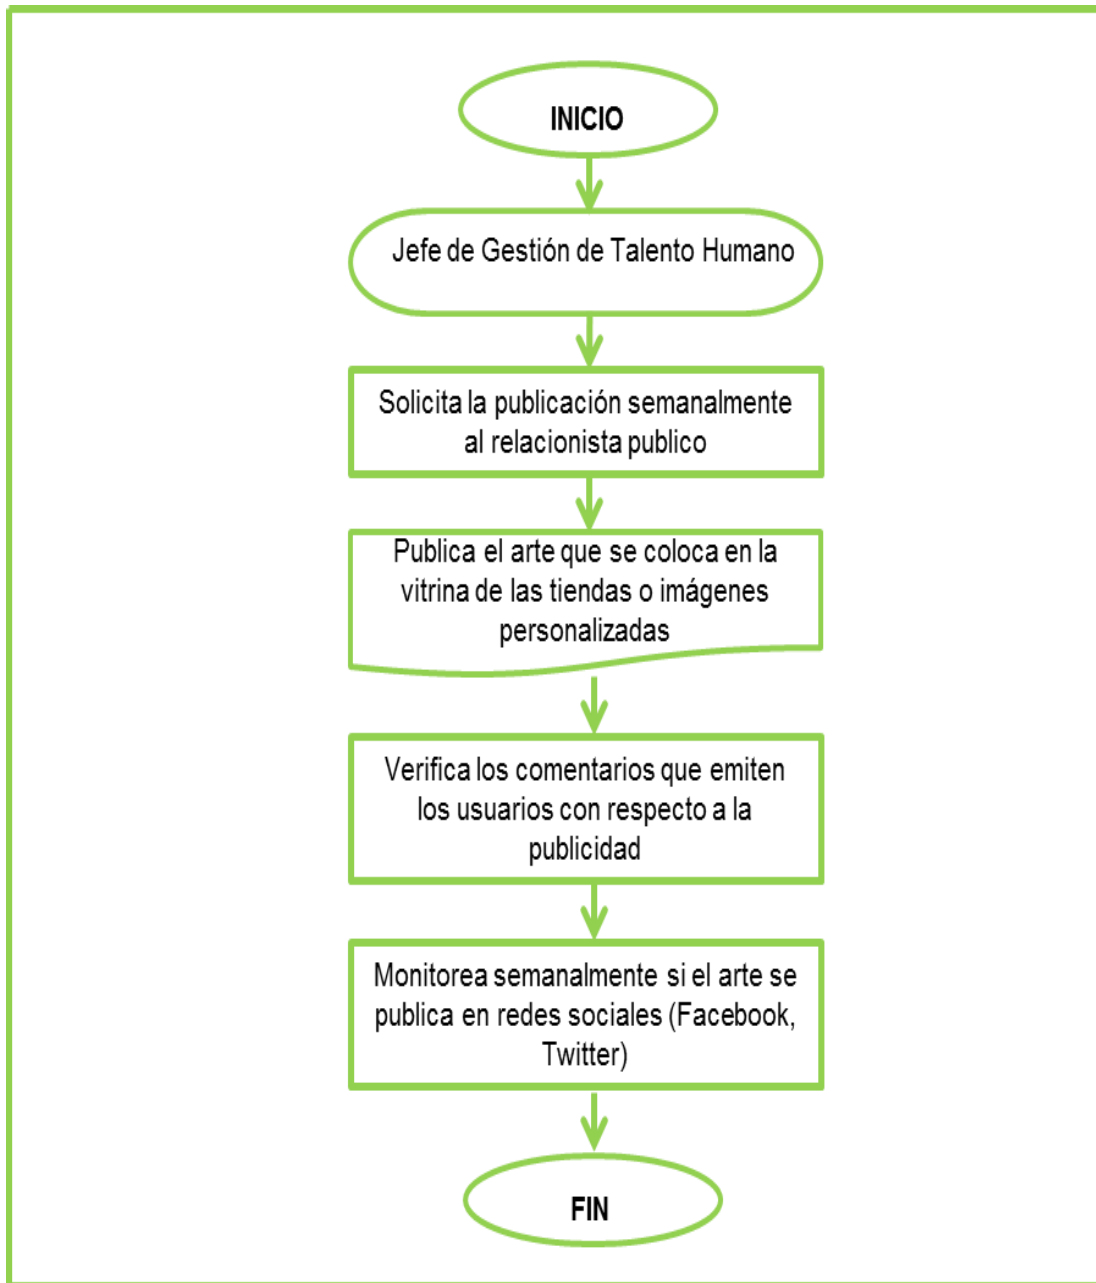 INICIO
Jefe de Gestión de Talento Humano
Solicita la publicación semanalmente
al relacionista publico
Publica el arte que se coloca en la
vitrina de las tiendas o imágenes
personalizadas
Verifica los comentarios que emiten
los usuarios con respecto a la
publicidad
Monitorea semanalmente si el arte se
publica en redes sociales (Facebook,
Twitter)
FIN